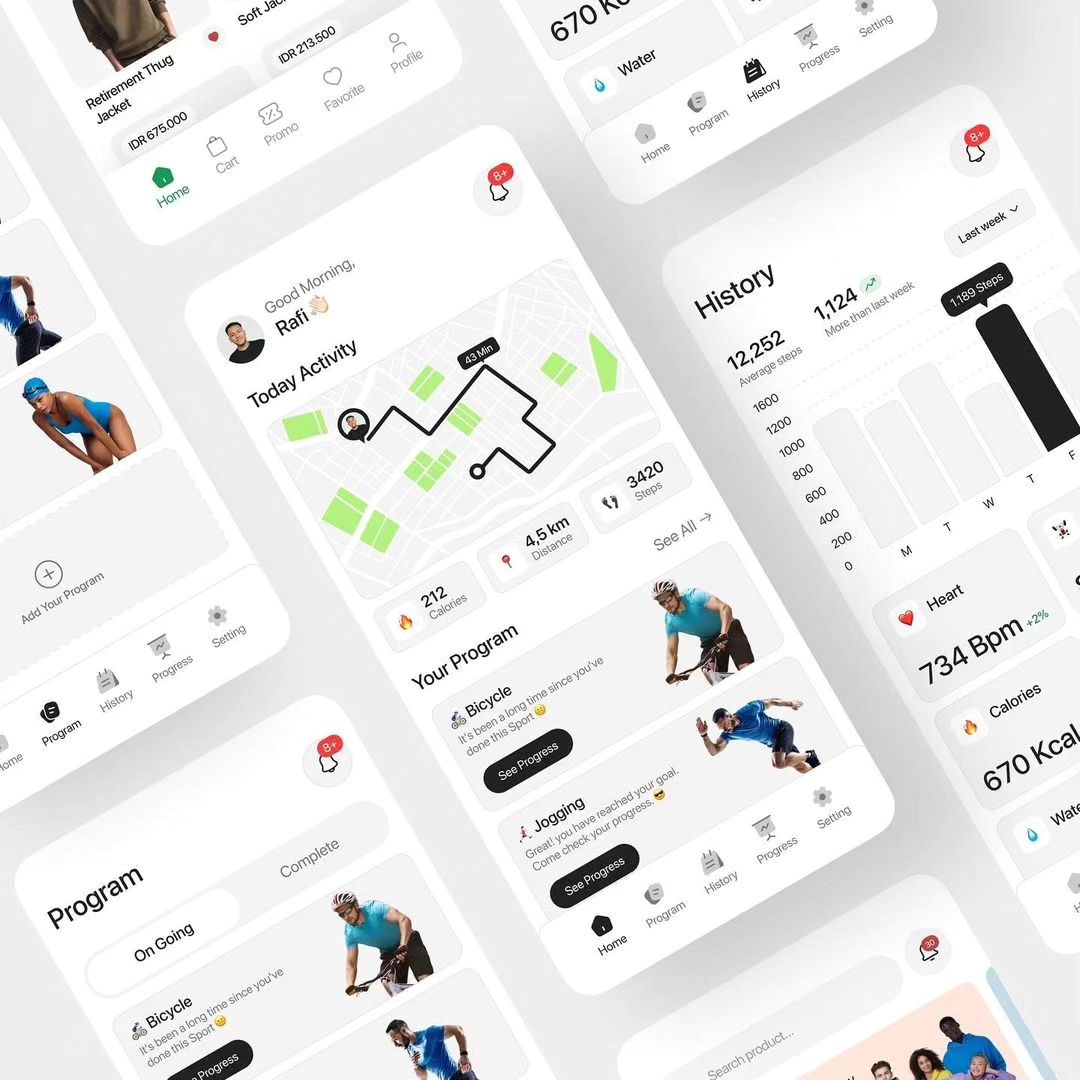 Retirement Thug
Jacket
IDR 675.000
IDR 213.500
Home
Cart
Promo
Favorite
Profile
670
Water
Home
Program
History
Progress
Setting
Add Your Program
Program
History
Progress
Setting
8+
Good Morning,
Rafi 👋🏻
Today Activity
43 Min
212
Calories
4,5 km
Distance
3420
Steps
Your Program
See All →
🚴 Bicycle
It's been a long time since you've
done this Sport 😔
See Progress
Jogging
Great! you have reached your goal.
Come check your progress. 😎
See Progress
Home
Program
History
Progress
Setting
8+
History
Last week
12,252
Average steps
1,124
More than last week
1.189 Steps
1600
1200
1000
800
600
400
200
0
M
T
W
T
F
Heart
734 Bpm +2%
Calories
670 Kcal
8+
Program
On Going
Complete
🚴 Bicycle
It's been a long time since you've
done this Sport 😔
See Progress
30
Search product...